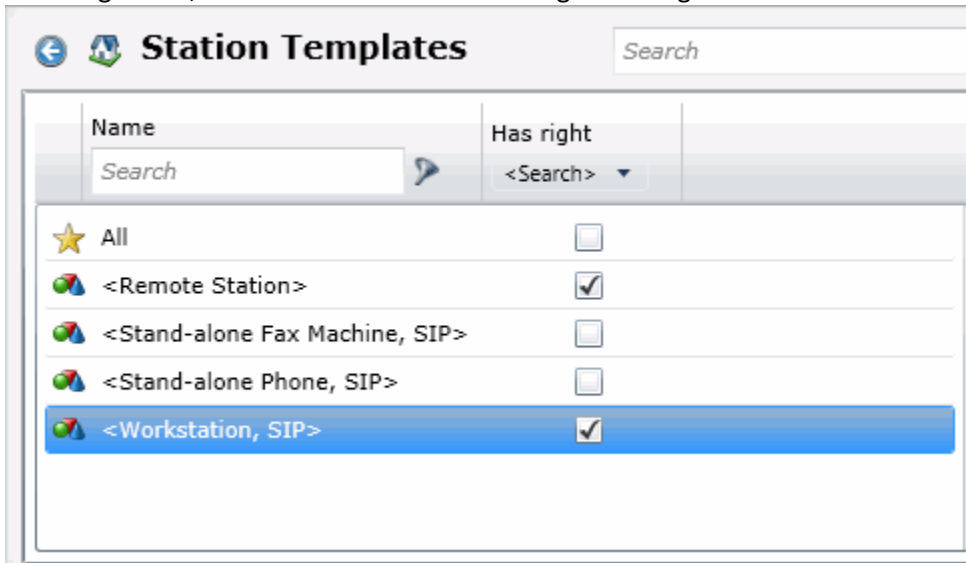 Station Templates
Search
Name
Has right
Search
<Search>
All
<Remote Station>
<Stand-alone Fax Machine, SIP>
<Stand-alone Phone, SIP>
<Workstation, SIP>